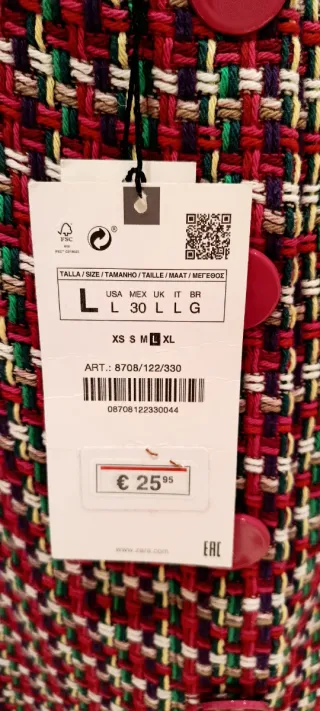 FSC
®
TALLA / SIZE / TAMANHO / TAILLE / MAAT / ΜΕΓΕΘΟΣ
L USA MEX UK IT BR
L 30 L L G
XS S M L XL
ART.: 8708/122/330
08708122330044
€ 25 95
www.zara.com
EAC